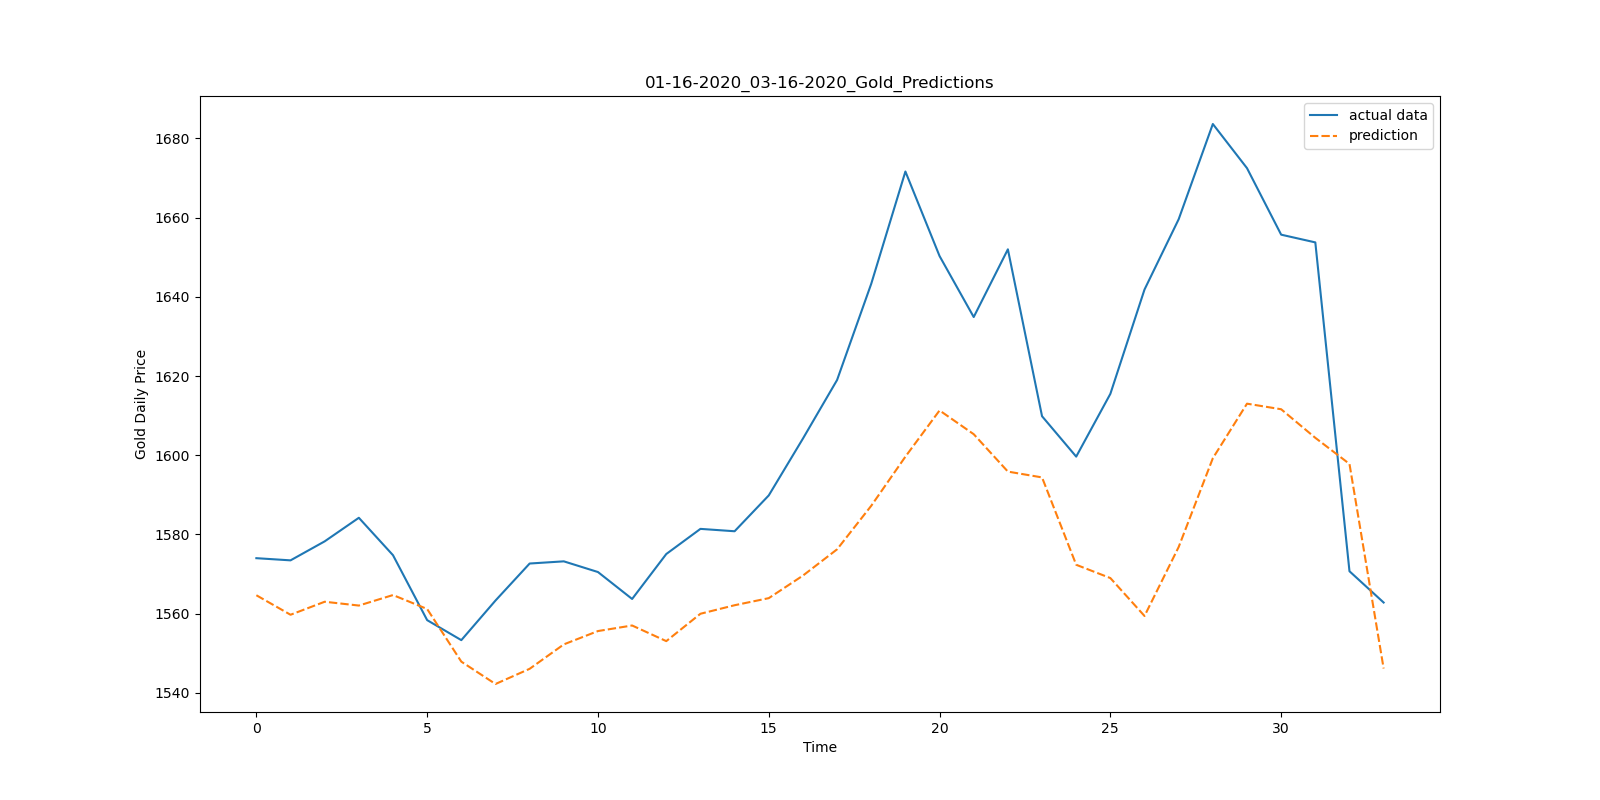 01-16-2020_03-16-2020_Gold_Predictions
actual data
prediction
Gold Daily Price
1680
1660
1640
1620
1600
1580
1560
1540
0 5 10 15 20 25 30
Time